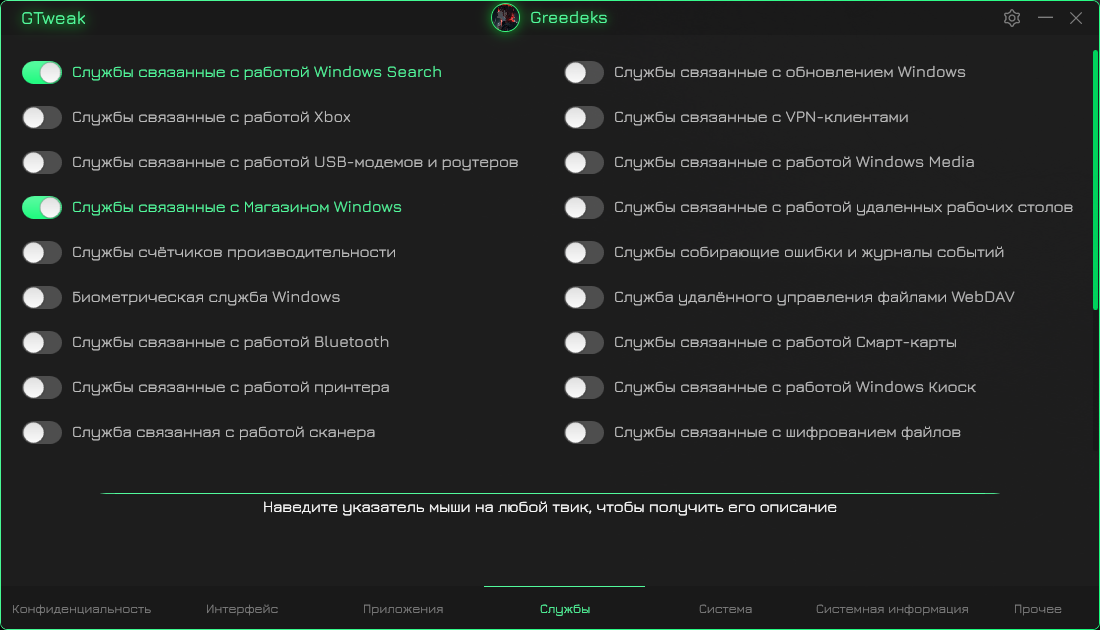 GTweak
Greedeks
Службы связанные с работой Windows Search
Службы связанные с обновлением Windows
Службы связанные с работой Xbox
Службы связанные с VPN-клиентами
Службы связанные с работой USB-модемов и роутеров
Службы связанные с работой Windows Media
Службы связанные с Магазином Windows
Службы связанные с работой удаленных рабочих столов
Службы счётчиков производительности
Службы собирающие ошибки и журналы событий
Биометрическая служба Windows
Служба удалённого управления файлами WebDAV
Службы связанные с работой Bluetooth
Службы связанные с работой Смарт-карты
Службы связанные с работой принтера
Службы связанные с работой Windows Киоск
Служба связанная с работой сканера
Службы связанные с шифрованием файлов
Наведите указатель мыши на любой твик, чтобы получить его описание
Конфиденциальность
Интерфейс
Приложения
Службы
Система
Системная информация
Прочее